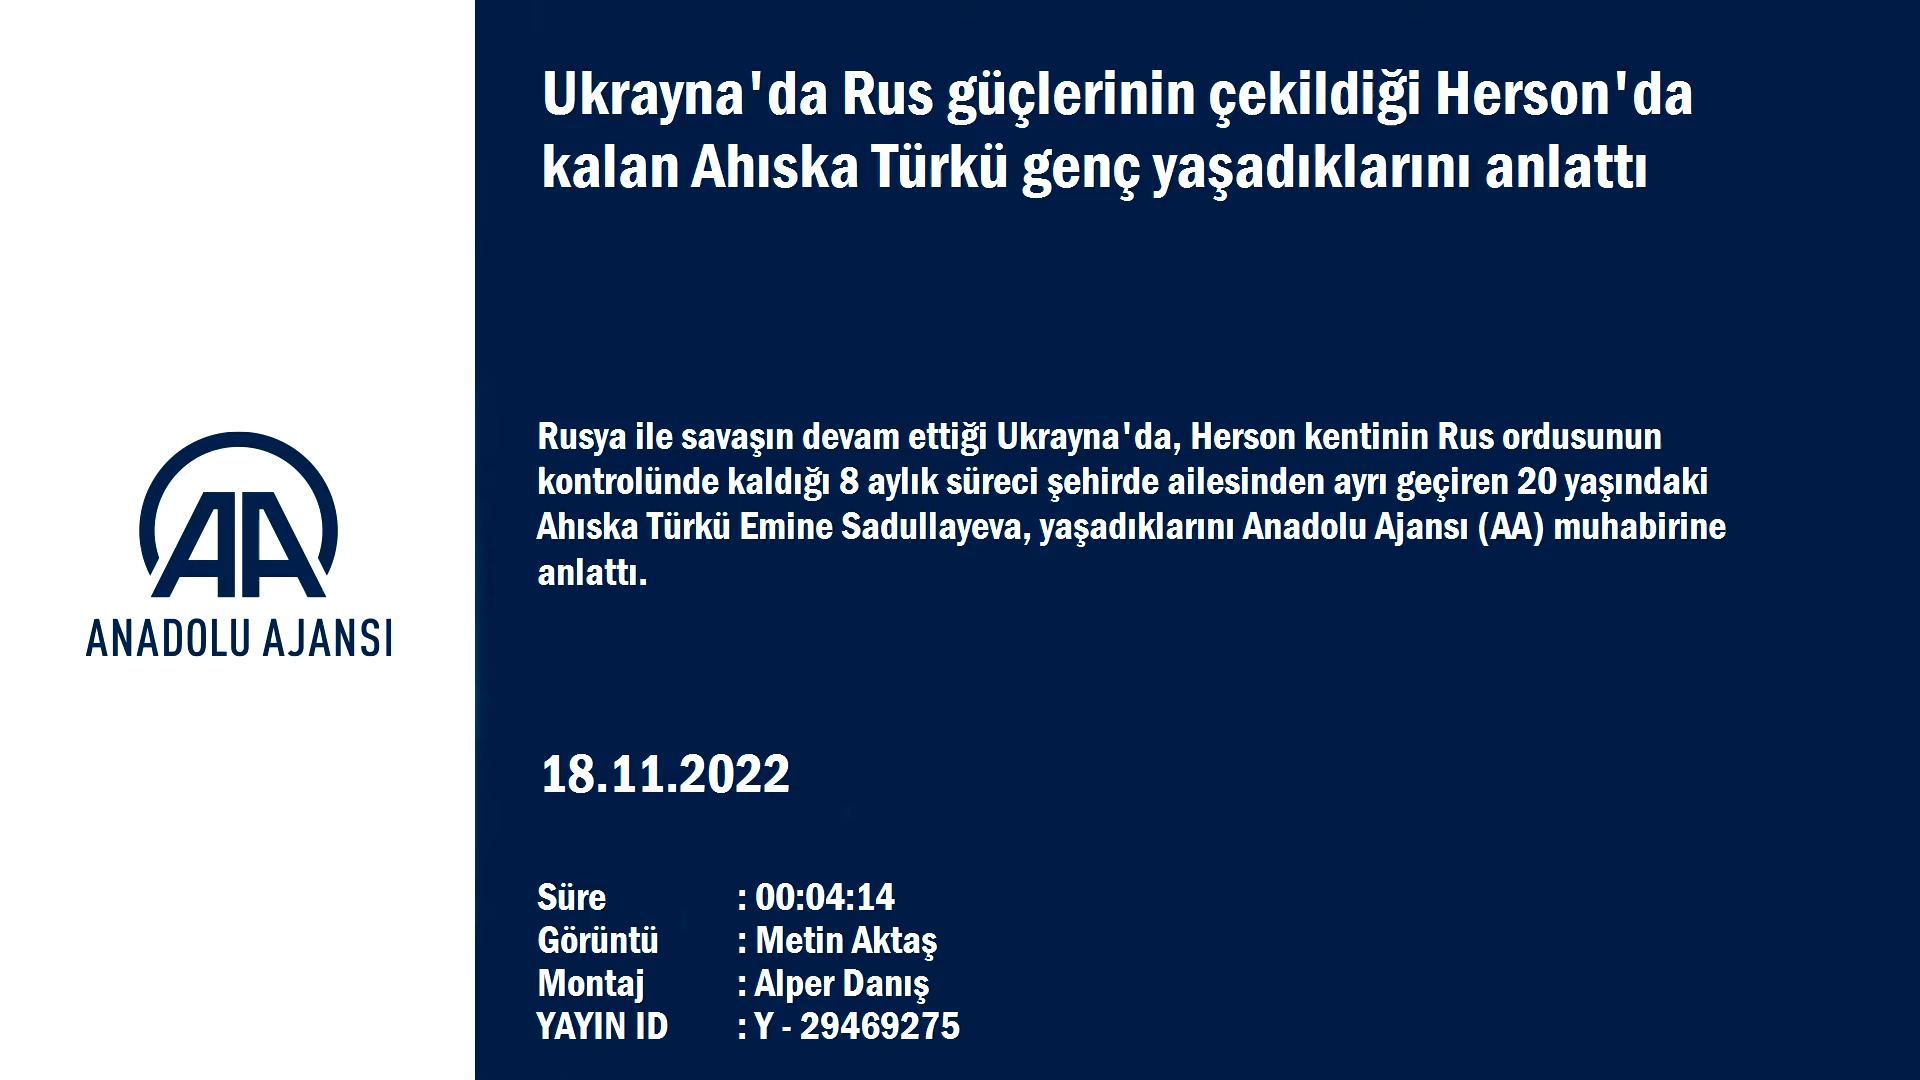 Ukrayna'da Rus güçlerinin çekildiği Herson'da
kalan Ahıska Türkü genç yaşadıklarını anlattı
Rusya ile savaşın devam ettiği Ukrayna'da, Herson kentinin Rus ordusunun
kontrolünde kaldığı 8 aylık süreci şehirde ailesinden ayrı geçiren 20 yaşındaki
Ahıska Türkü Emine Sadullayeva, yaşadıklarını Anadolu Ajansı (AA) muhabirine
anlattı.
AA
ANADOLU AJANSI
18.11.2022
Süre : 00:04:14
Görüntü : Metin Aktaş
Montaj : Alper Danış
YAYIN ID : Y - 29469275